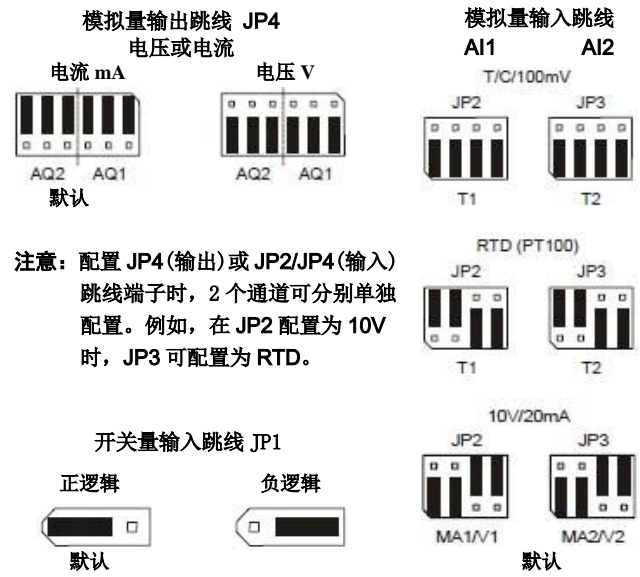 模拟量输出跳线 JP4
电压或电流
电流 mA
电压 V
AQ2 AQ1
AQ2 AQ1
默认
注意：配置 JP4(输出)或 JP2/JP4(输入)
跳线端子时，2 个通道可分别单独
配置。例如，在 JP2 配置为 10V
时，JP3 可配置为 RTD。
开关量输入跳线 JP1
正逻辑
负逻辑
默认
模拟量输入跳线
AI1 AI2
T/C/100mV
JP2 JP3
T1 T2
RTD (PT100)
JP2 JP3
T1 T2
10V/20mA
JP2 JP3
MA1/V1 MA2/V2
默认